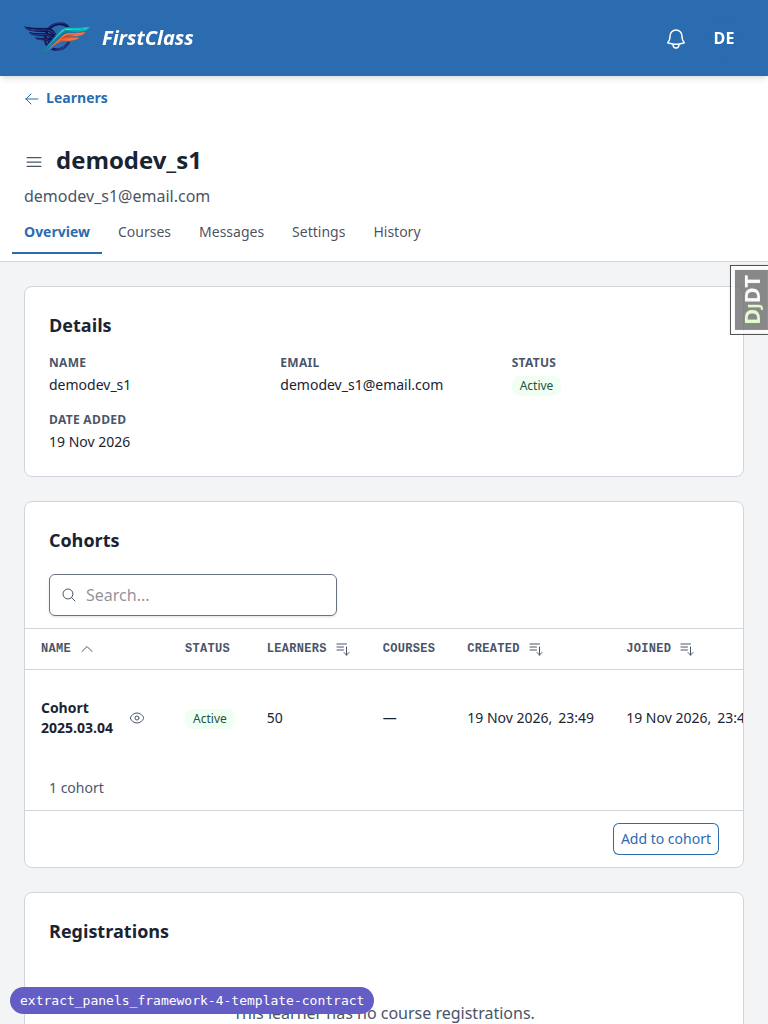 FirstClass
DE
Learners
demodev_s1
demodev_s1@email.com
Overview Courses Messages Settings History
DjDT
Details
NAME EMAIL STATUS
demodev_s1 demodev_s1@email.com Active
DATE ADDED
19 Nov 2026
Cohorts
Search...
NAME STATUS LEARNERS COURSES CREATED JOINED
Cohort
2025.03.04 Active 50 — 19 Nov 2026, 23:49 19 Nov 2026, 23:4
1 cohort
Add to cohort
Registrations
extract_panels_framework-4-template-contract
This learner has no course registrations.